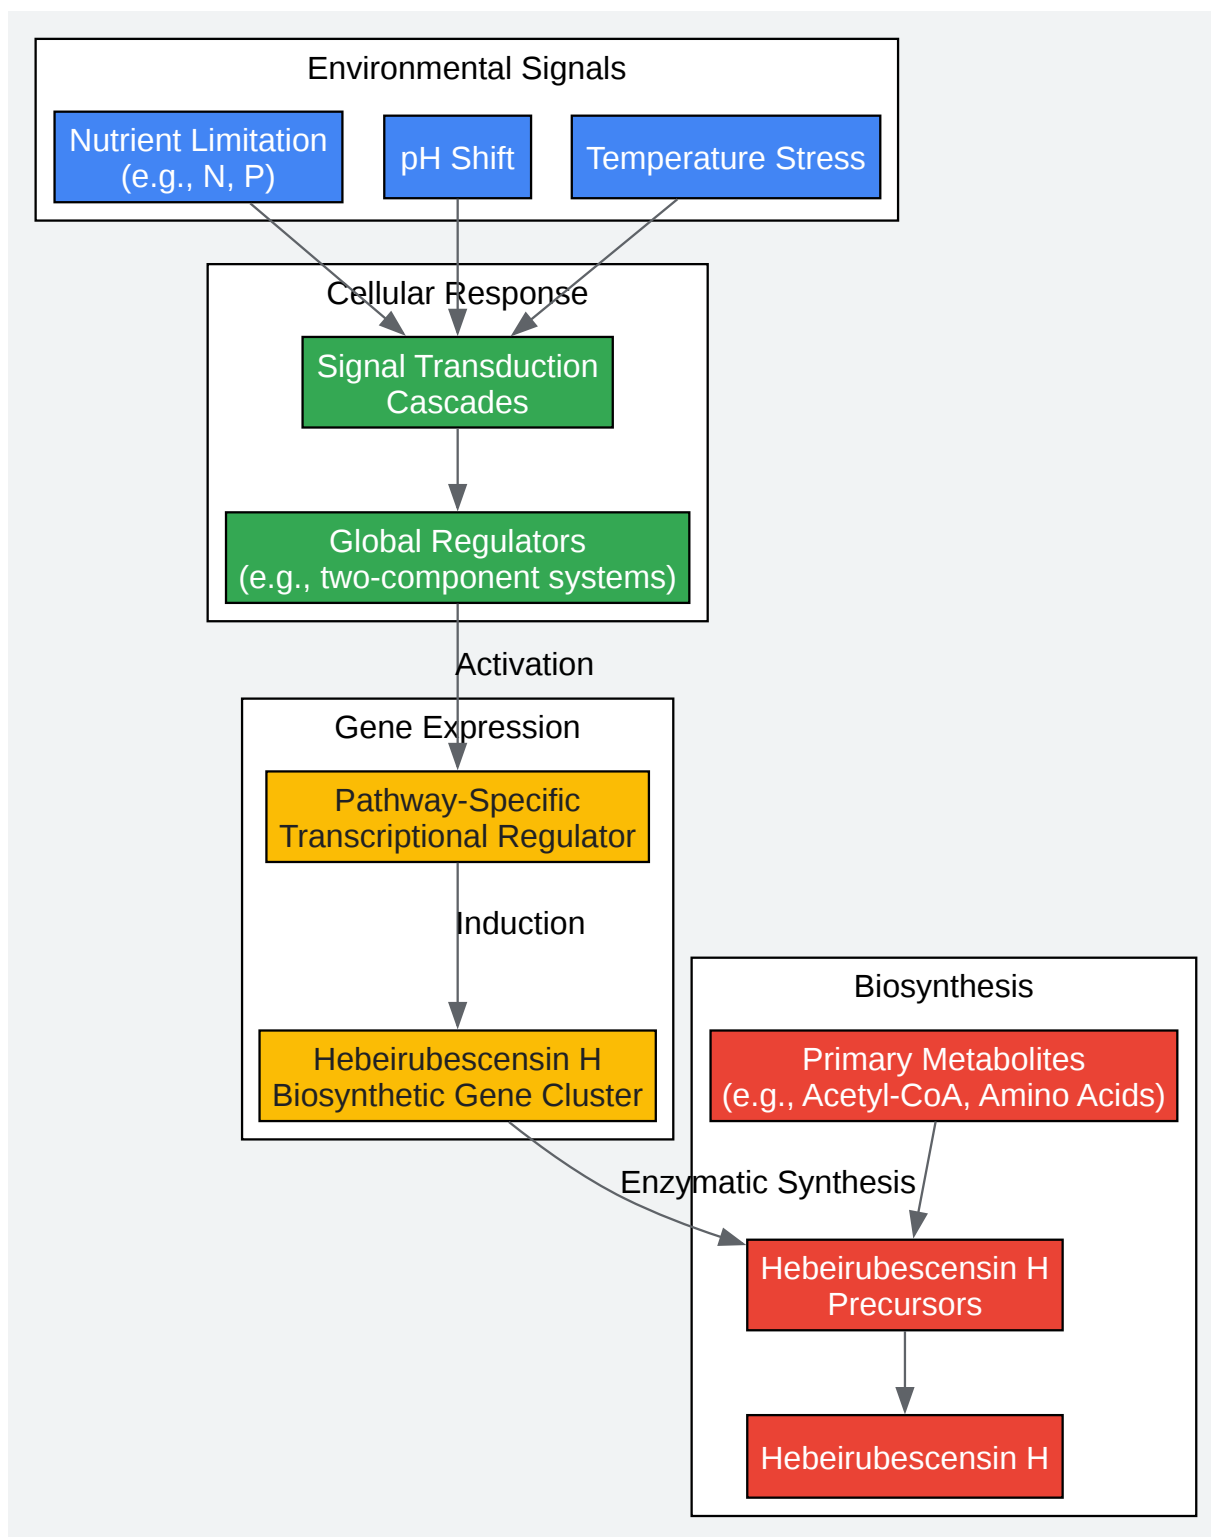 Environmental Signals
Nutrient Limitation
(e.g., N, P)
pH Shift
Temperature Stress
Cellular Response
Signal Transduction
Cascades
Global Regulators
(e.g., two-component systems)
Activation
Gene Expression
Pathway-Specific
Transcriptional Regulator
Induction
Hebeirubescensin H
Biosynthetic Gene Cluster
Biosynthesis
Primary Metabolites
(e.g., Acetyl-CoA, Amino Acids)
Enzymatic Synthesis
Hebeirubescensin H
Precursors
Hebeirubescensin H